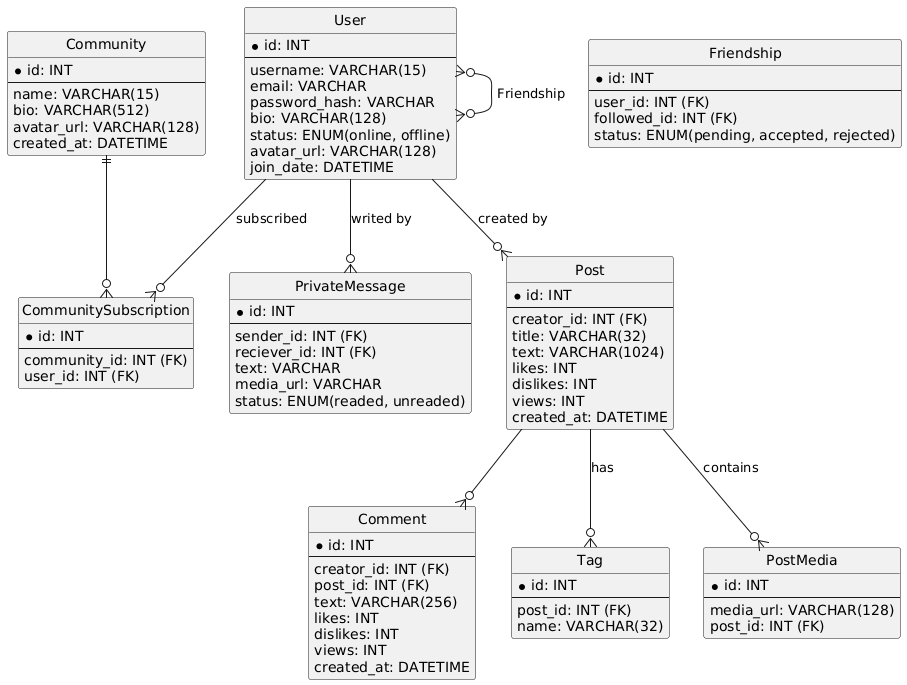 Community
id: INT
name: VARCHAR(15)
bio: VARCHAR(512)
avatar_url: VARCHAR(128)
created_at: DATETIME
User
id: INT
username: VARCHAR(15)
email: VARCHAR
password_hash: VARCHAR
bio: VARCHAR(128)
status: ENUM(online, offline)
avatar_url: VARCHAR(128)
join_date: DATETIME
Friendship
Friendship
id: INT
user_id: INT (FK)
followed_id: INT (FK)
status: ENUM(pending, accepted, rejected)
subscribed
writed by
created by
CommunitySubscription
id: INT
community_id: INT (FK)
user_id: INT (FK)
PrivateMessage
id: INT
sender_id: INT (FK)
reciever_id: INT (FK)
text: VARCHAR
media_url: VARCHAR
status: ENUM(readed, unreaded)
Post
id: INT
creator_id: INT (FK)
title: VARCHAR(32)
text: VARCHAR(1024)
likes: INT
dislikes: INT
views: INT
created_at: DATETIME
has
contains
Comment
id: INT
creator_id: INT (FK)
post_id: INT (FK)
text: VARCHAR(256)
likes: INT
dislikes: INT
views: INT
created_at: DATETIME
Tag
id: INT
post_id: INT (FK)
name: VARCHAR(32)
PostMedia
id: INT
media_url: VARCHAR(128)
post_id: INT (FK)